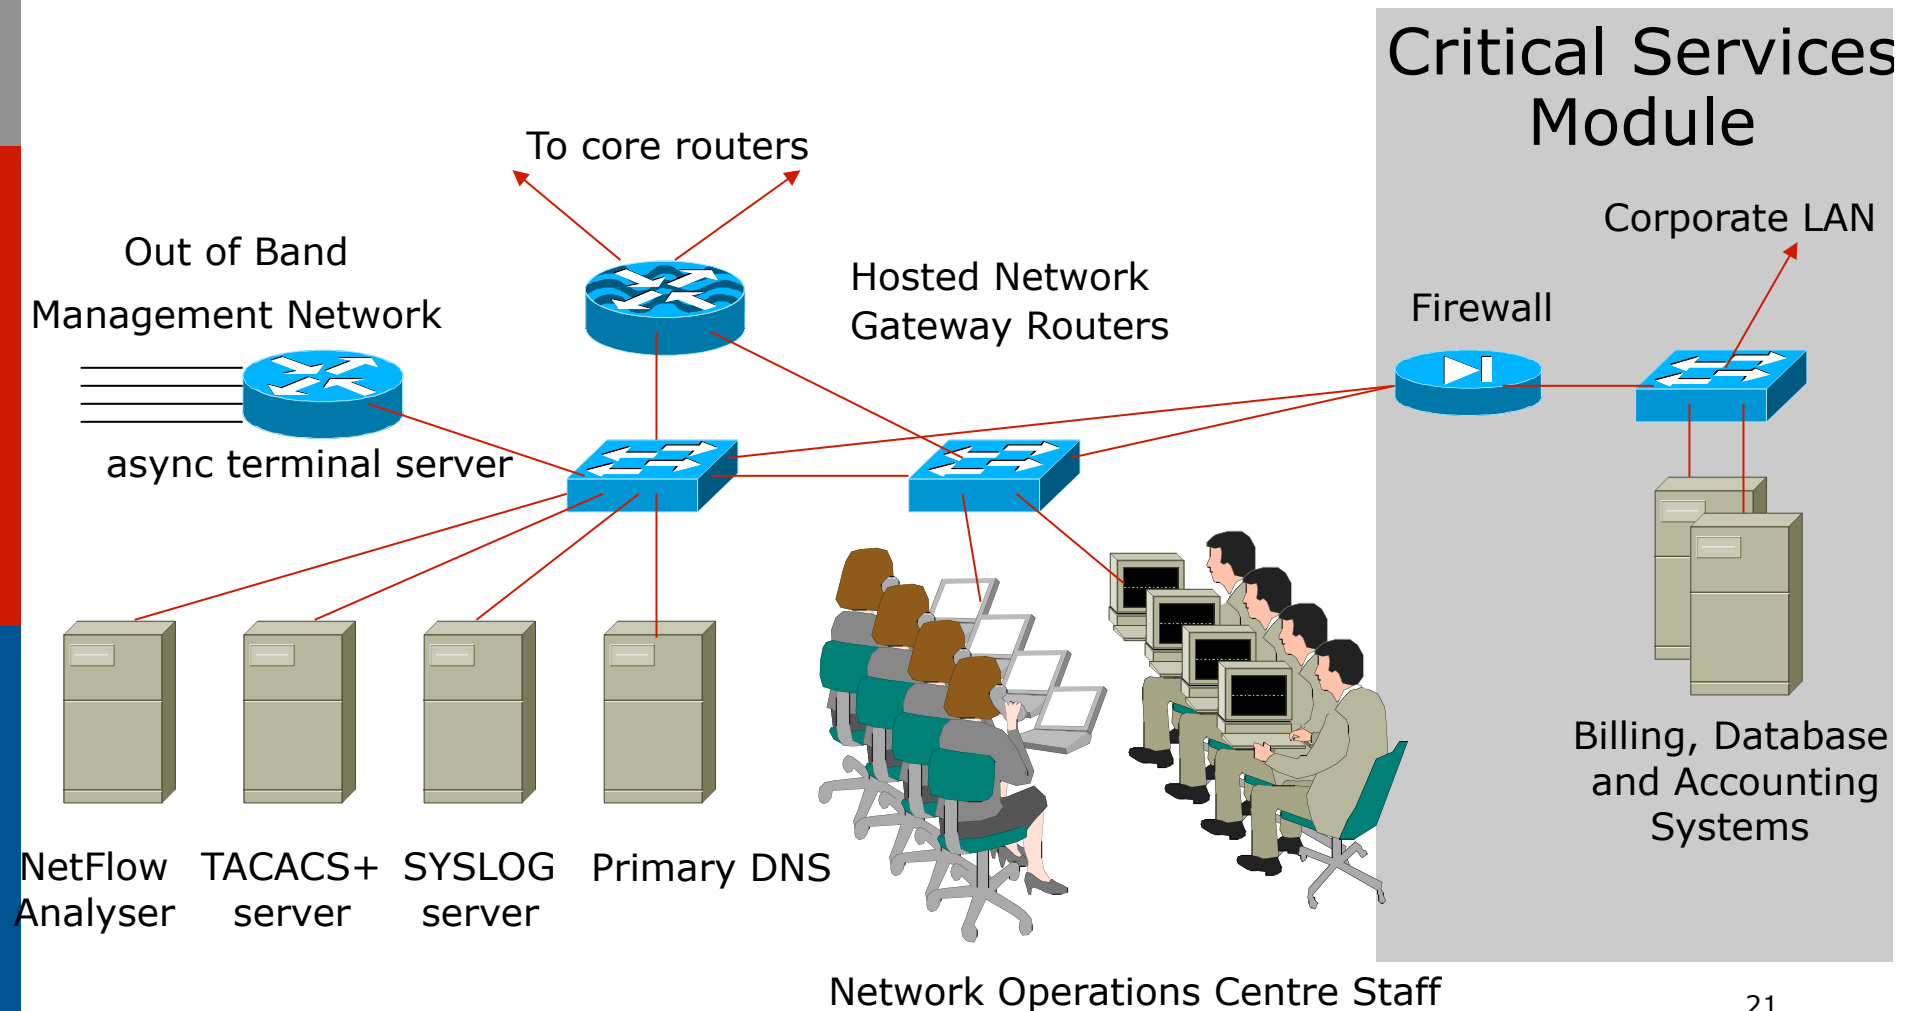 Critical Services
Module
To core routers
Corporate LAN
Out of Band
Management Network
Hosted Network
Gateway Routers
Firewall
async terminal server
Billing, Database
and Accounting
Systems
NetFlow
Analyser
TACACS+
server
SYSLOG
server
Primary DNS
Network Operations Centre Staff
21